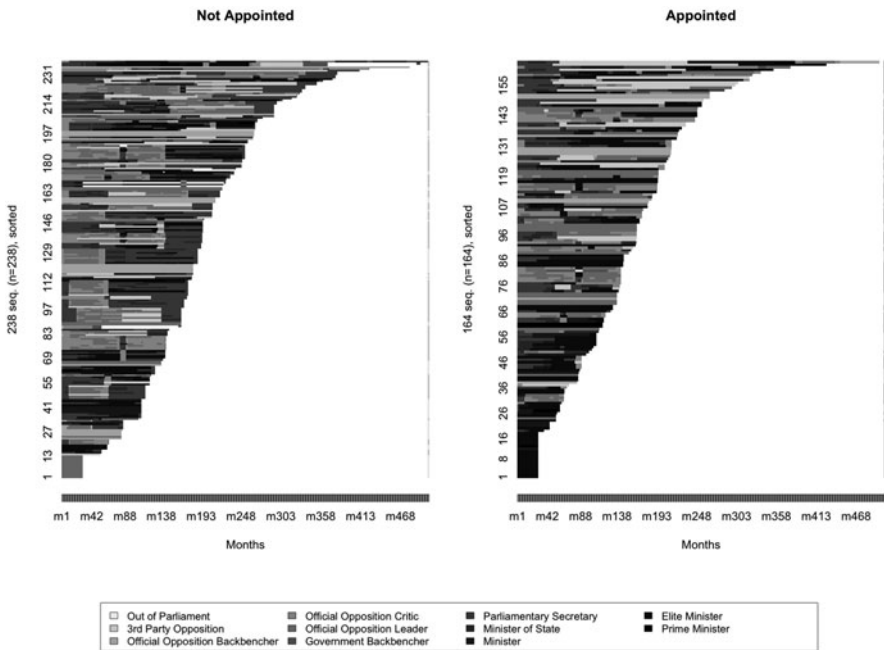 Not Appointed
Appointed
238 seq. (n=238), sorted
1 13 27 41 55 69 83 97 112 129 146 163 180 197 214 231
m1 m42 m88 m138 m193 m248 m303 m358 m413 m468
Months
164 seq. (n=164), sorted
1 8 16 26 36 46 56 66 76 86 96 107 119 131 143 155
m1 m42 m88 m138 m193 m248 m303 m358 m413 m468
Months
Out of Parliament
3rd Party Opposition
Official Opposition Backbencher
Official Opposition Critic
Official Opposition Leader
Government Backbencher
Parliamentary Secretary
Minister of State
Minister
Elite Minister
Prime Minister